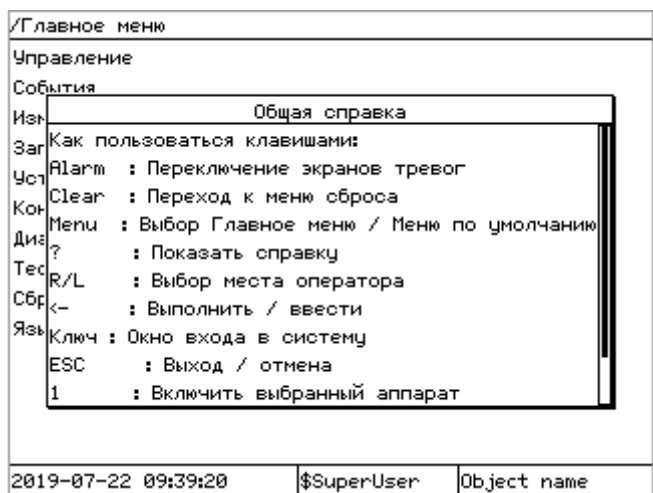 /Главное меню
Управление
События
Общая справка
Как пользоваться клавишами:
Alarm : Переключение экранов тревог
Clear : Переход к меню сброса
Menu : Выбор Главное меню / Меню по умолчанию
? : Показать справку
R/L : Выбор места оператора
<- : Выполнить / ввести
Ключ : Окно входа в систему
ESC : Выход / отмена
1 : Включить выбранный аппарат
2019-07-22 09:39:20 $SuperUser Object name